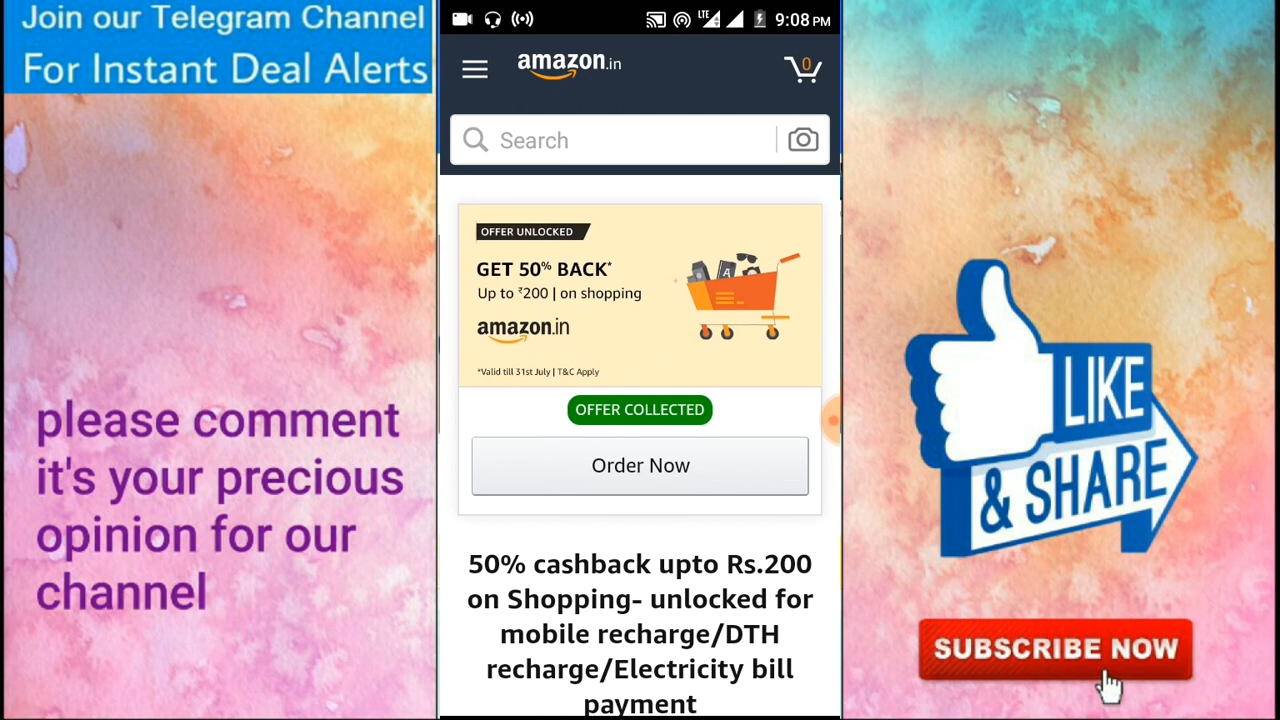 Join our Telegram Channel
For Instant Deal Alerts
please comment
it's your precious
opinion for our
channel
LTE
9:08 PM
amazon.in
0
Search
OFFER UNLOCKED
GET 50% BACK*
Up to ₹200 | on shopping
amazon.in
*Valid till 31st July | T&C Apply
A
OFFER COLLECTED
Order Now
50% cashback upto Rs.200
on Shopping- unlocked for
mobile recharge/DTH
recharge/Electricity bill
payment
LIKE
& SHARE
SUBSCRIBE NOW